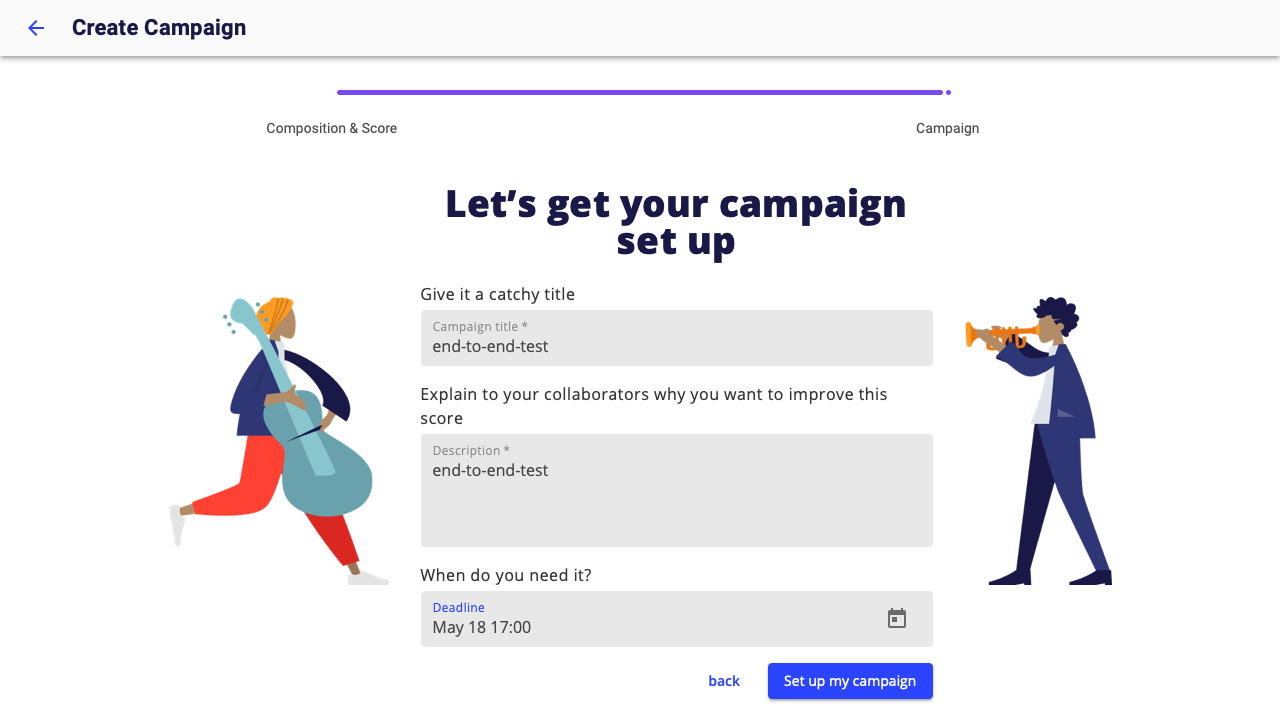 Create Campaign
Composition & Score
Campaign
Let's get your campaign
set up
Give it a catchy title
Campaign title *
end-to-end-test
Explain to your collaborators why you want to improve this
score
Description *
end-to-end-test
When do you need it?
Deadline
May 18 17:00
back
Set up my campaign